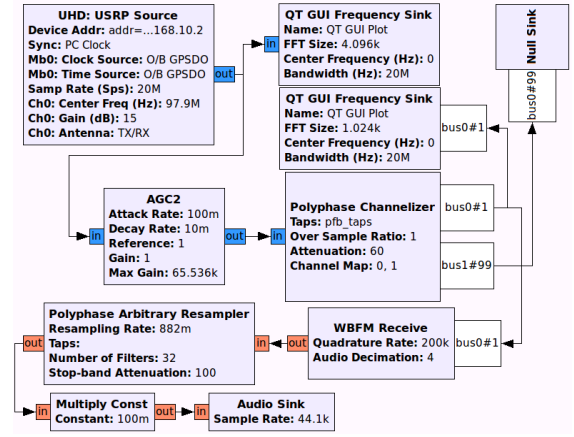 UHD: USRP Source
Device Addr: addr=...168.10.2
Sync: PC Clock
Mb0: Clock Source: O/B GPSDO
Mb0: Time Source: O/B GPSDO
Samp Rate (Sps): 20M
Ch0: Center Freq (Hz): 97.9M
Ch0: Gain (dB): 15
Ch0: Antenna: TX/RX
out
in
QT GUI Frequency Sink
Name: QT GUI Plot
FFT Size: 4.096k
Center Frequency (Hz): 0
Bandwidth (Hz): 20M
Null Sink
bus0#99
QT GUI Frequency Sink
Name: QT GUI Plot
FFT Size: 1.024k
Center Frequency (Hz): 0
Bandwidth (Hz): 20M
bus0#1
in
AGC2
Attack Rate: 100m
Decay Rate: 10m
Reference: 1
Gain: 1
Max Gain: 65.536k
out
in
Polyphase Channelizer
Taps: pfb_taps
Over Sample Ratio: 1
Attenuation: 60
Channel Map: 0, 1
bus0#1
bus1#99
out
Polyphase Arbitrary Resampler
Resampling Rate: 882m
Taps:
Number of Filters: 32
Stop-band Attenuation: 100
in
out
WBFM Receive
Quadrature Rate: 200k
Audio Decimation: 4
bus0#1
in
Multiply Const
Constant: 100m
out
in
Audio Sink
Sample Rate: 44.1k